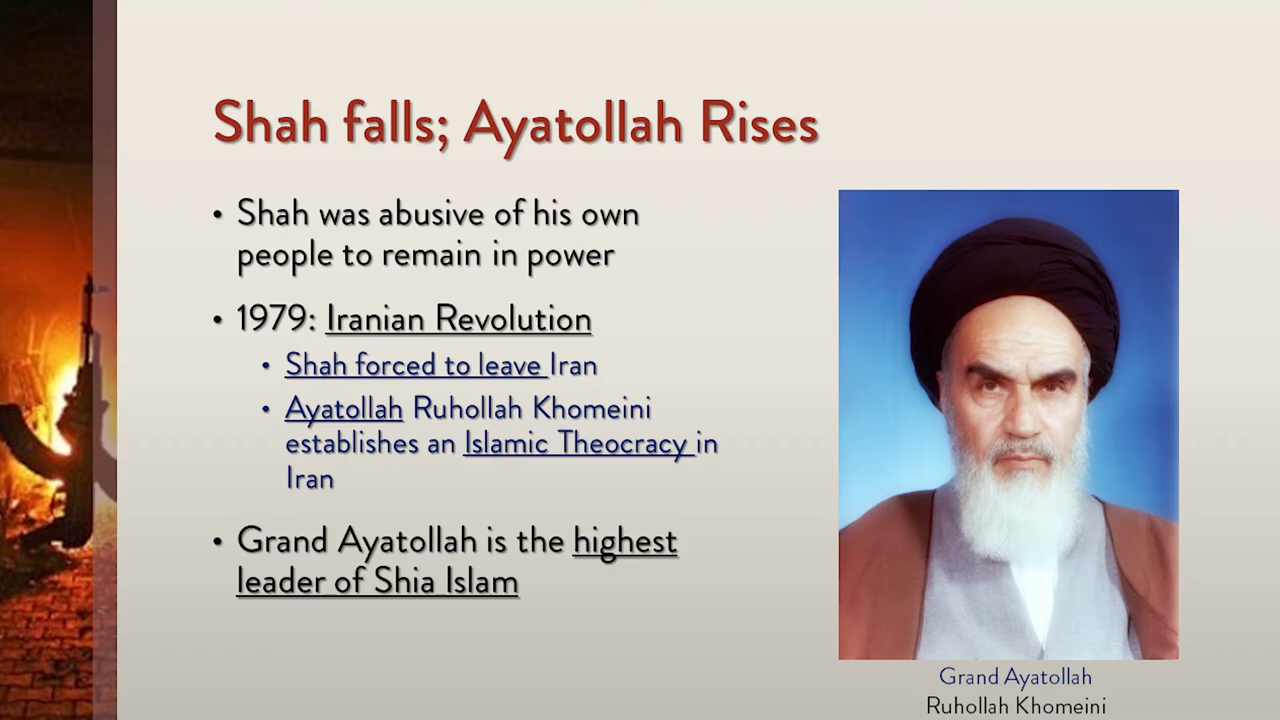 Shah falls; Ayatollah Rises
• Shah was abusive of his own
people to remain in power
• 1979: Iranian Revolution
• Shah forced to leave Iran
• Ayatollah Ruhollah Khomeini
establishes an Islamic Theocracy in
Iran
• Grand Ayatollah is the highest
leader of Shia Islam
Grand Ayatollah
Ruhollah Khomeini